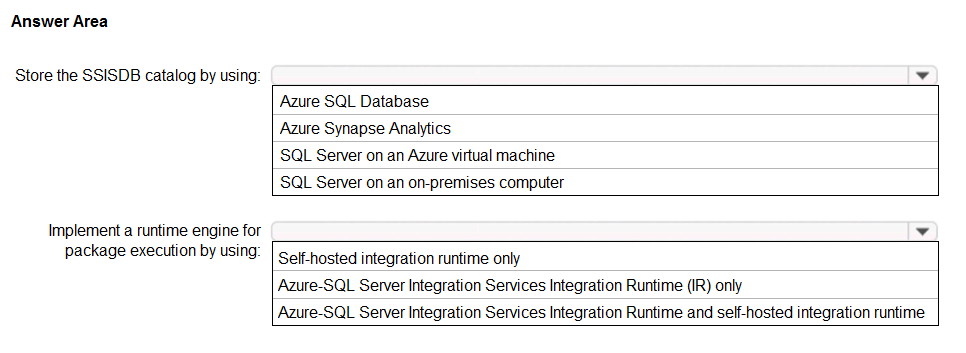 Answer Area
Store the SSISDB catalog by using:
Azure SQL Database
Azure Synapse Analytics
SQL Server on an Azure virtual machine
SQL Server on an on-premises computer
Implement a runtime engine for
package execution by using:
Self-hosted integration runtime only
Azure-SQL Server Integration Services Integration Runtime (IR) only
Azure-SQL Server Integration Services Integration Runtime and self-hosted integration runtime